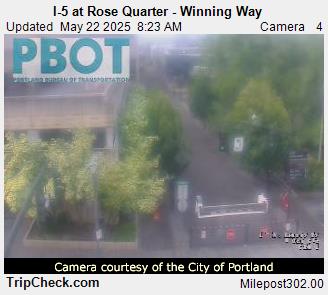 I-5 at Rose Quarter - Winning Way
Updated May 22 2025 8:23 AM Camera 4
PBOT
PORTLAND BUREAU OF TRANSPORTATION
Camera courtesy of the City of Portland
TripCheck.com Milepost302.00